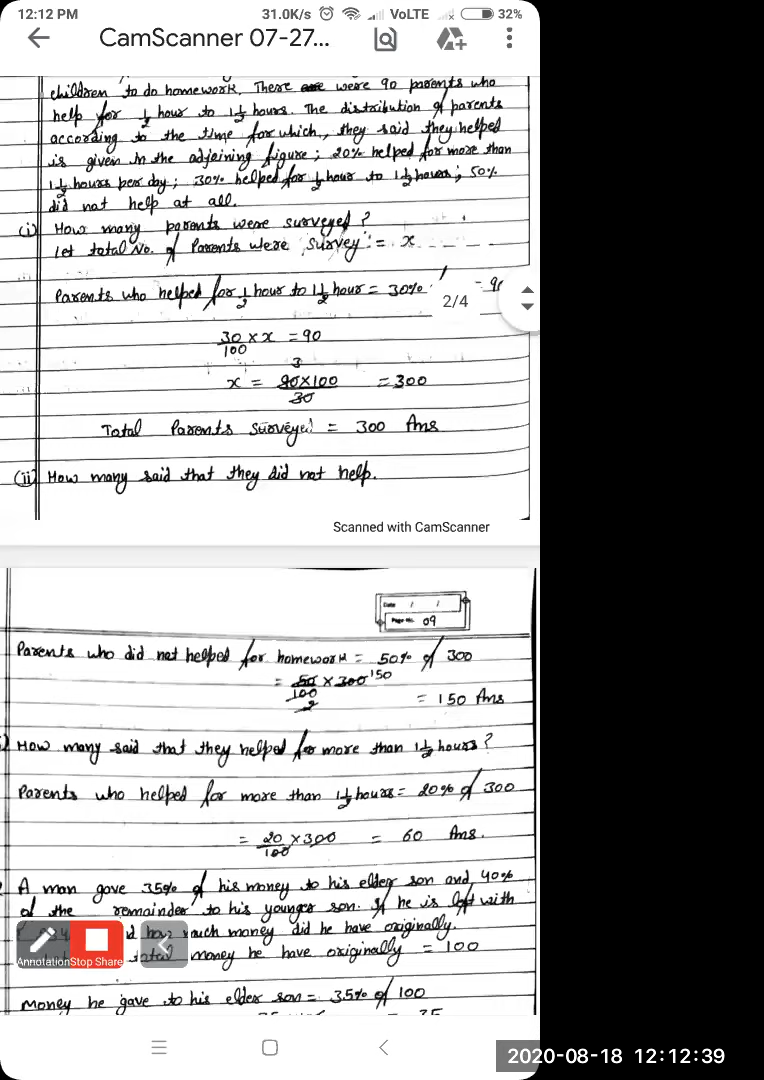 12:12 PM 31.0K/s VoLTE 32%
CamScanner 07-27...
children to do homework. There were 90 parents who
help for 1/2 hour to 1 1/2 hours. The distribution of parents
according to the time for which, they said they helped
is given in the adjoining figure; 20% helped for more than
1 1/2 hours per day; 30% helped for 1/2 hour to 1 1/2 hours; 50%
did not help at all.
(i) How many parents were surveyed?
let total No. of Parents were survey = x
Parents who helped for 1/2 hour to 1 1/2 hour = 30%
2/4
30/100 × x = 90
x = 90×100/30 3 = 300
Total Parents surveyed = 300 Ans
(ii) How many said that they did not help.
Scanned with CamScanner
Date / /
Page No. 09
Parents who did not helped for homework = 50% of 300
= 50/100 × 300 150
2
= 150 Ans
How many said that they helped for more than 1 1/2 hours?
Parents who helped for more than 1 1/2 hours = 20% of 300
= 20/100 × 300 = 60 Ans.
A man gave 35% of his money to his elder son and 40%
of the remainder to his younger son. If he is left with
much money did he have originally.
total money he have originally = 100
Annotation Stop Share
Money he gave to his elder son = 35% of 100
2020-08-18 12:12:39